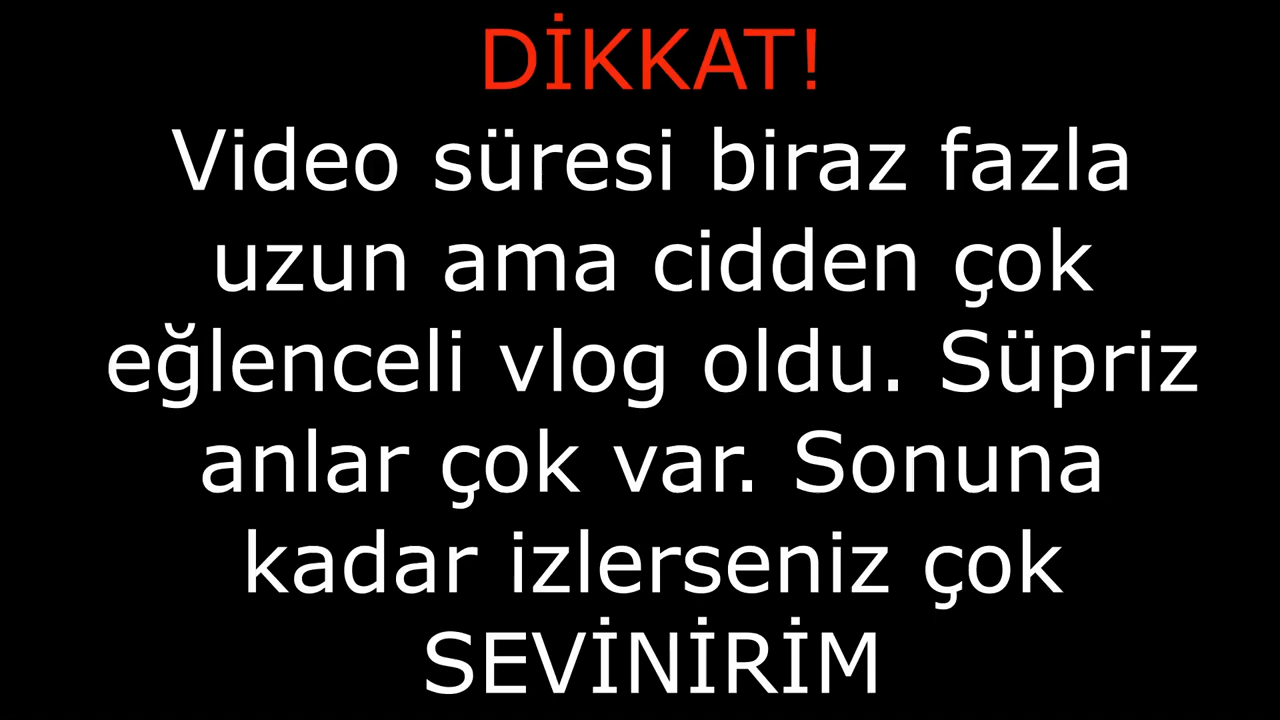 DİKKAT!
Video süresi biraz fazla
uzun ama cidden çok
eğlenceli vlog oldu. Süpriz
anlar çok var. Sonuna
kadar izlerseniz çok
SEVİNİRİM